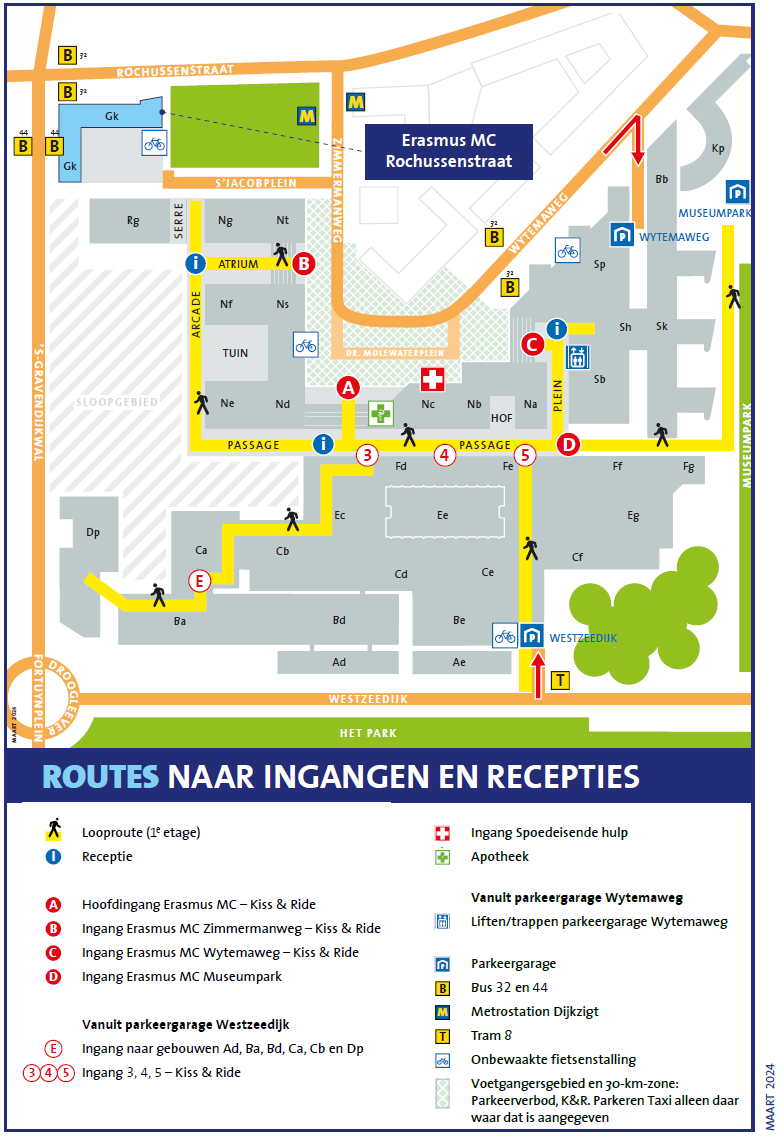 B 32
ROCHUSSENSTRAAT
B 32
Gk
M
M
44 44
B B
Gk
Erasmus MC
Rochussenstraat
S'JACOBPLEIN
ZIMMERMANWEG
WYTEMAWEG
Kp
Bb
P
MUSEUMPARK
Rg
SERRE
Ng
Nt
32
B
P WYTEMAWEG
i
ATRIUM
B
Sp
32
B
ARCADE
Nf
Ns
i
Sh
Sk
TUIN
DR. MOLEWATERPLEIN
C
'S-GRAVENDIJKWAL
SLOOPGEBIED
A
PLEIN
Sb
Ne
Nd
Nc
Nb
HOF
Na
MUSEUMPARK
PASSAGE
i
PASSAGE
D
3
4
5
Fd
Fe
Ff
Fg
Ec
Ee
Eg
Dp
Ca
Cb
Cd
Ce
Cf
E
Ba
Bd
Be
P WESTZEEDIJK
Ad
Ae
T
DROOGLEEVER
FORTUYNPLEIN
WESTZEEDIJK
MAART 2024
HET PARK
ROUTES NAAR INGANGEN EN RECEPTIES
Looproute (1e etage)
i Receptie
A Hoofdingang Erasmus MC – Kiss & Ride
B Ingang Erasmus MC Zimmermanweg – Kiss & Ride
C Ingang Erasmus MC Wytemaweg – Kiss & Ride
D Ingang Erasmus MC Museumpark
Vanuit parkeergarage Westzeedijk
E Ingang naar gebouwen Ad, Ba, Bd, Ca, Cb en Dp
3 4 5 Ingang 3, 4, 5 – Kiss & Ride
Ingang Spoedeisende hulp
Apotheek
Vanuit parkeergarage Wytemaweg
Liften/trappen parkeergarage Wytemaweg
P Parkeergarage
B Bus 32 en 44
M Metrostation Dijkzigt
T Tram 8
Onbewaakte fietsenstalling
Voetgangersgebied en 30-km-zone:
Parkeerverbod, K&R. Parkeren Taxi alleen daar
waar dat is aangegeven
MAART 2024